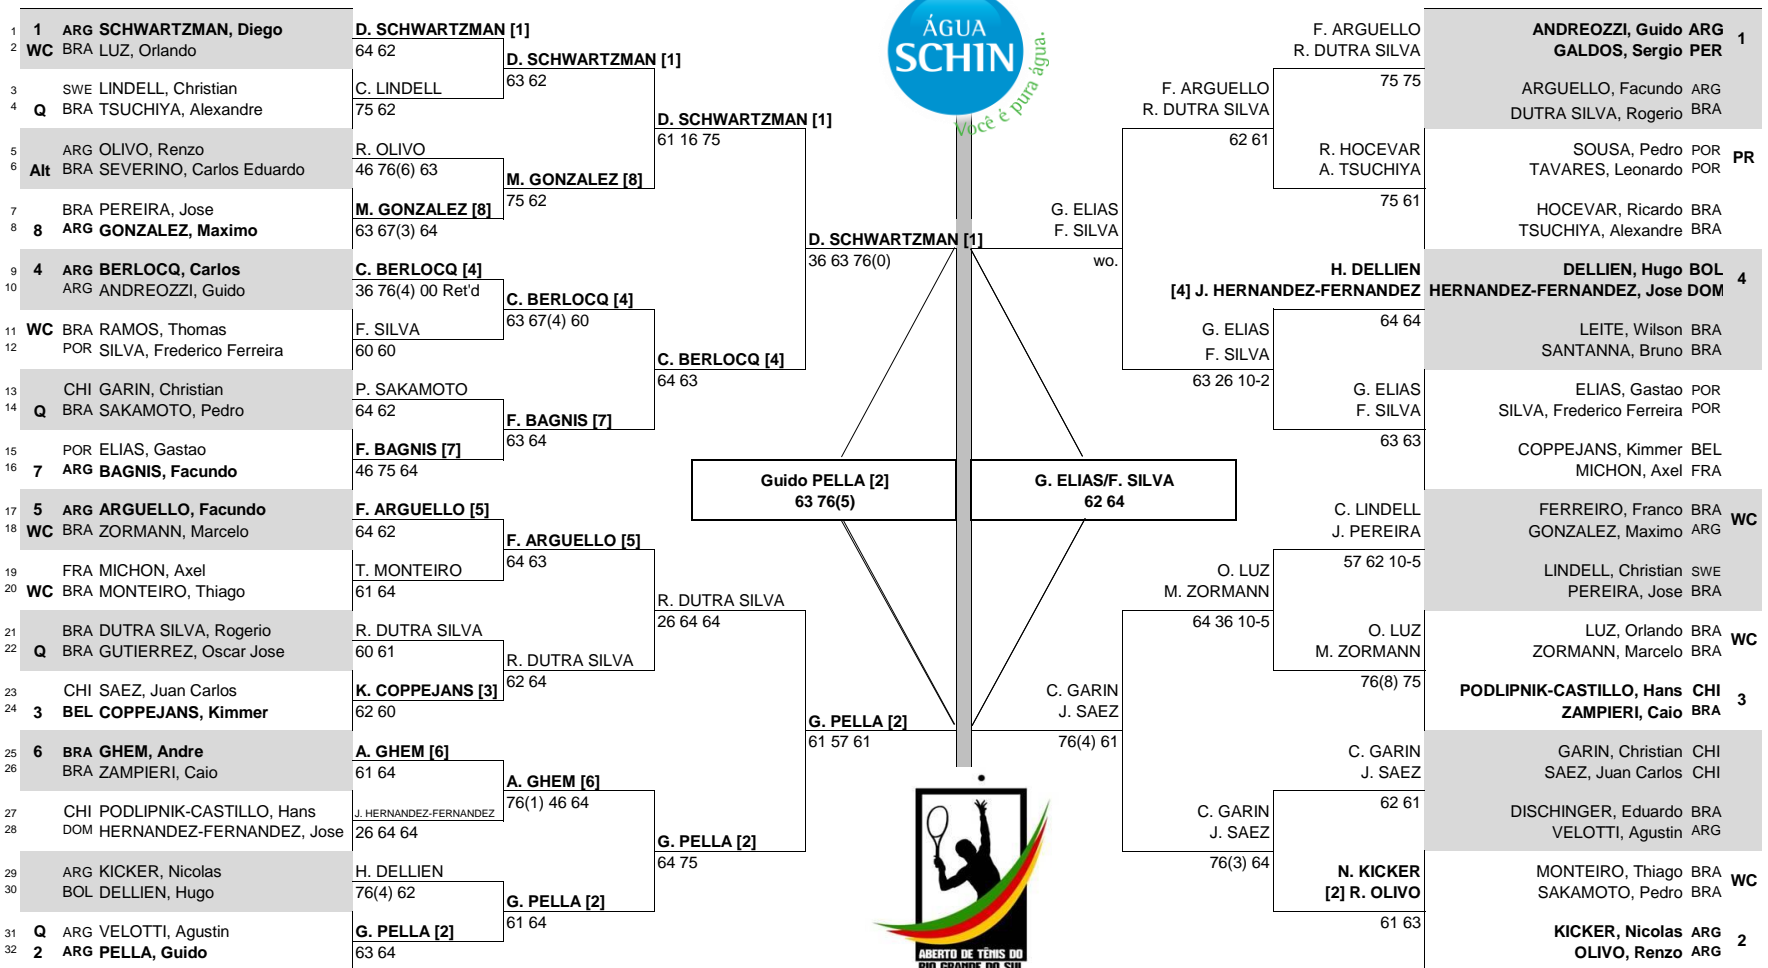 1 1 ARG SCHWARTZMAN, Diego
2 WC BRA LUZ, Orlando
3 SWE LINDELL, Christian
4 Q BRA TSUCHIYA, Alexandre
5 ARG OLIVO, Renzo
6 Alt BRA SEVERINO, Carlos Eduardo
7 BRA PEREIRA, Jose
8 8 ARG GONZALEZ, Maximo
9 4 ARG BERLOCQ, Carlos
10 ARG ANDREOZZI, Guido
11 WC BRA RAMOS, Thomas
12 POR SILVA, Frederico Ferreira
13 CHI GARIN, Christian
14 Q BRA SAKAMOTO, Pedro
15 POR ELIAS, Gastao
16 7 ARG BAGNIS, Facundo
17 5 ARG ARGUELLO, Facundo
18 WC BRA ZORMANN, Marcelo
19 FRA MICHON, Axel
20 WC BRA MONTEIRO, Thiago
21 BRA DUTRA SILVA, Rogerio
22 Q BRA GUTIERREZ, Oscar Jose
23 CHI SAEZ, Juan Carlos
24 3 BEL COPPEJANS, Kimmer
25 6 BRA GHEM, Andre
26 BRA ZAMPIERI, Caio
27 CHI PODLIPNIK-CASTILLO, Hans
28 DOM HERNANDEZ-FERNANDEZ, Jose
29 ARG KICKER, Nicolas
30 BOL DELLIEN, Hugo
31 Q ARG VELOTTI, Agustin
32 2 ARG PELLA, Guido
D. SCHWARTZMAN [1]
64 62
C. LINDELL
75 62
R. OLIVO
46 76(6) 63
M. GONZALEZ [8]
63 67(3) 64
C. BERLOCQ [4]
36 76(4) 00 Ret'd
F. SILVA
60 60
P. SAKAMOTO
64 62
F. BAGNIS [7]
46 75 64
F. ARGUELLO [5]
64 62
T. MONTEIRO
61 64
R. DUTRA SILVA
60 61
K. COPPEJANS [3]
62 60
A. GHEM [6]
61 64
J. HERNANDEZ-FERNANDEZ
26 64 64
H. DELLIEN
76(4) 62
G. PELLA [2]
63 64
D. SCHWARTZMAN [1]
63 62
M. GONZALEZ [8]
75 62
C. BERLOCQ [4]
63 67(4) 60
F. BAGNIS [7]
63 64
F. ARGUELLO [5]
64 63
R. DUTRA SILVA
62 64
A. GHEM [6]
76(1) 46 64
G. PELLA [2]
61 64
D. SCHWARTZMAN [1]
61 16 75
C. BERLOCQ [4]
64 63
R. DUTRA SILVA
26 64 64
G. PELLA [2]
64 75
D. SCHWARTZMAN [1]
36 63 76(0)
G. PELLA [2]
61 57 61
Guido PELLA [2]
63 76(5)
ÁGUA
SCHIN
Você é pura água.
G. ELIAS/F. SILVA
62 64
ABERTO DE TÊNIS DO
RIO GRANDE DO SUL
G. ELIAS
F. SILVA
wo.
C. GARIN
J. SAEZ
76(4) 61
F. ARGUELLO
R. DUTRA SILVA
62 61
G. ELIAS
F. SILVA
63 26 10-2
O. LUZ
M. ZORMANN
64 36 10-5
C. GARIN
J. SAEZ
76(3) 64
F. ARGUELLO
R. DUTRA SILVA
75 75
R. HOCEVAR
A. TSUCHIYA
75 61
H. DELLIEN
[4] J. HERNANDEZ-FERNANDEZ
64 64
G. ELIAS
F. SILVA
63 63
C. LINDELL
J. PEREIRA
57 62 10-5
O. LUZ
M. ZORMANN
76(8) 75
C. GARIN
J. SAEZ
62 61
N. KICKER
[2] R. OLIVO
61 63
ANDREOZZI, Guido ARG 1
GALDOS, Sergio PER
ARGUELLO, Facundo ARG
DUTRA SILVA, Rogerio BRA
SOUSA, Pedro POR PR
TAVARES, Leonardo POR
HOCEVAR, Ricardo BRA
TSUCHIYA, Alexandre BRA
DELLIEN, Hugo BOL 4
HERNANDEZ-FERNANDEZ, Jose DOM
LEITE, Wilson BRA
SANTANNA, Bruno BRA
ELIAS, Gastao POR
SILVA, Frederico Ferreira POR
COPPEJANS, Kimmer BEL
MICHON, Axel FRA
FERREIRO, Franco BRA WC
GONZALEZ, Maximo ARG
LINDELL, Christian SWE
PEREIRA, Jose BRA
LUZ, Orlando BRA WC
ZORMANN, Marcelo BRA
PODLIPNIK-CASTILLO, Hans CHI 3
ZAMPIERI, Caio BRA
GARIN, Christian CHI
SAEZ, Juan Carlos CHI
DISCHINGER, Eduardo BRA
VELOTTI, Agustin ARG
MONTEIRO, Thiago BRA WC
SAKAMOTO, Pedro BRA
KICKER, Nicolas ARG 2
OLIVO, Renzo ARG